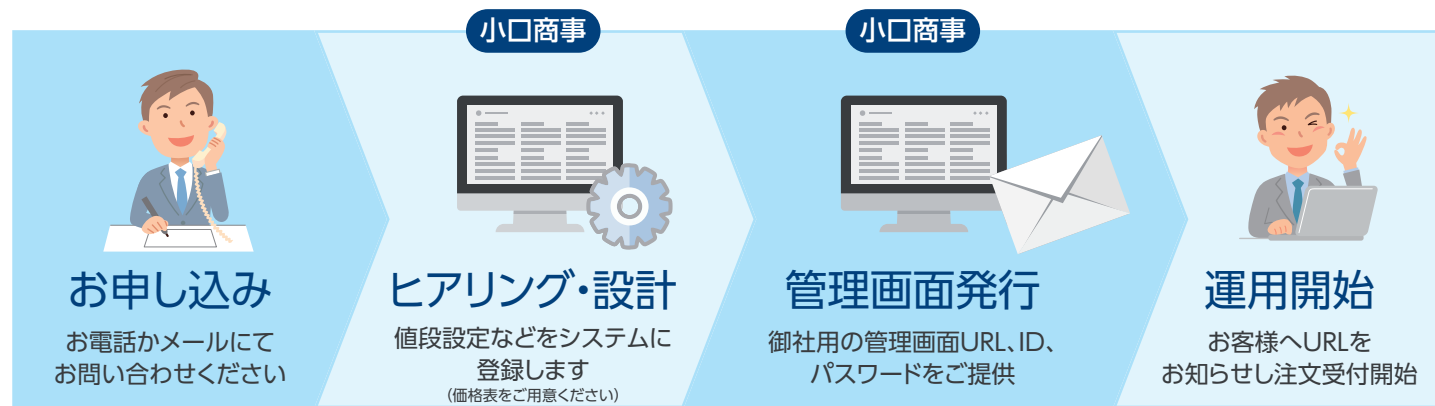 お申し込み
お電話かメールにて
お問い合わせください
小口商事
ヒアリング・設計
値段設定などをシステムに
登録します
(価格表をご用意ください)
小口商事
管理画面発行
御社用の管理画面URL、ID、
パスワードをご提供
運用開始
お客様へURLを
お知らせし注文受付開始